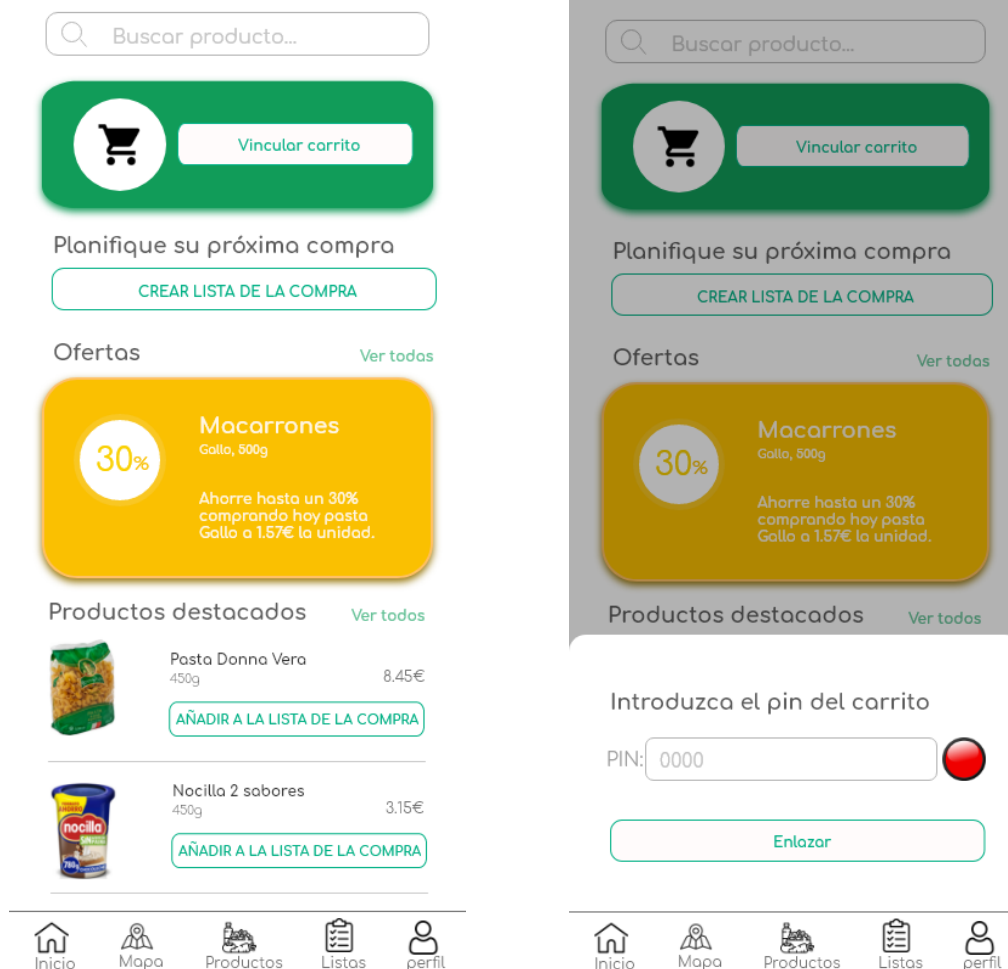 Buscar producto...
Vincular carrito
Planifique su próxima compra
CREAR LISTA DE LA COMPRA
Ofertas
Ver todas
30%
Macarrones
Gallo, 500g
Ahorre hasta un 30%
comprando hoy pasta
Gallo a 1.57€ la unidad.
Productos destacados
Ver todos
Pasta Donna Vera
450g
8.45€
AÑADIR A LA LISTA DE LA COMPRA
Nocilla 2 sabores
450g
3.15€
AÑADIR A LA LISTA DE LA COMPRA
nocilla
780g
Inicio
Mapa
Productos
Listas
perfil
Buscar producto...
Vincular carrito
Planifique su próxima compra
CREAR LISTA DE LA COMPRA
Ofertas
Ver todas
30%
Macarrones
Gallo, 500g
Ahorre hasta un 30%
comprando hoy pasta
Gallo a 1.57€ la unidad.
Productos destacados
Ver todos
Introduzca el pin del carrito
PIN:
0000
Enlazar
Inicio
Mapa
Productos
Listas
perfil